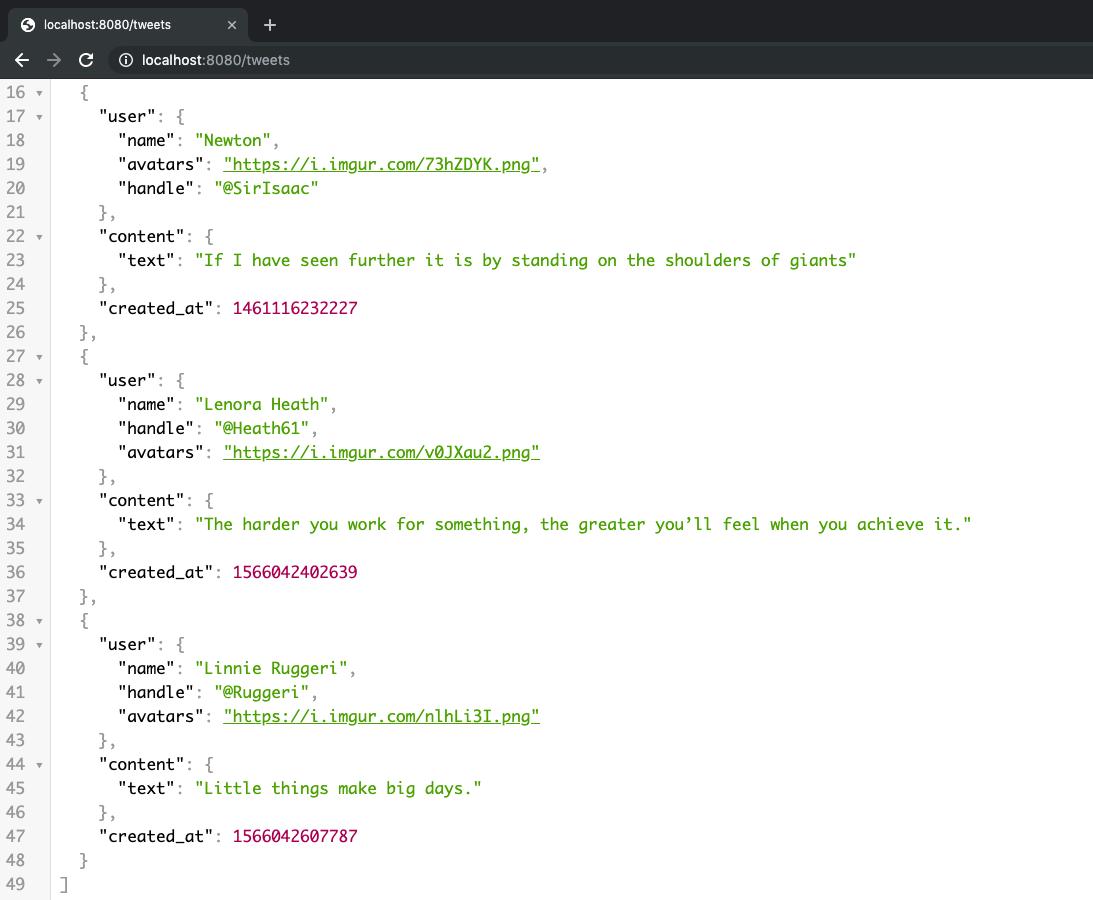 localhost:8080/tweets
localhost:8080/tweets
16 {
17 "user": {
18 "name": "Newton",
19 "avatars": "https://i.imgur.com/73hZDYK.png",
20 "handle": "@SirIsaac"
21 },
22 "content": {
23 "text": "If I have seen further it is by standing on the shoulders of giants"
24 },
25 "created_at": 1461116232227
26 },
27 {
28 "user": {
29 "name": "Lenora Heath",
30 "handle": "@Heath61",
31 "avatars": "https://i.imgur.com/v0JXau2.png"
32 },
33 "content": {
34 "text": "The harder you work for something, the greater you’ll feel when you achieve it."
35 },
36 "created_at": 1566042402639
37 },
38 {
39 "user": {
40 "name": "Linnie Ruggeri",
41 "handle": "@Ruggeri",
42 "avatars": "https://i.imgur.com/nlhLi3I.png"
43 },
44 "content": {
45 "text": "Little things make big days."
46 },
47 "created_at": 1566042607787
48 }
49 ]